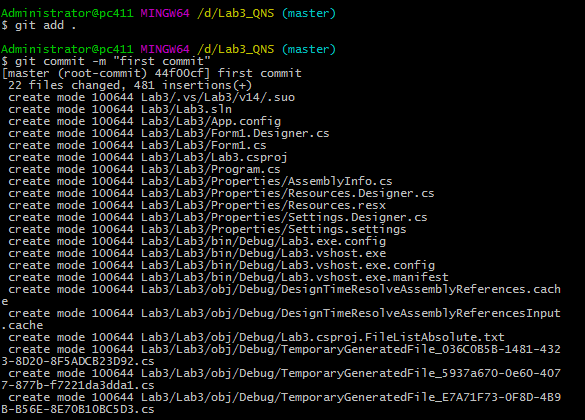 Administrator@pc411 MINGW64 /d/Lab3_QNS (master)
$ git add .
Administrator@pc411 MINGW64 /d/Lab3_QNS (master)
$ git commit -m "first commit"
[master (root-commit) 44f00cf] first commit
 22 files changed, 481 insertions(+)
 create mode 100644 Lab3/.vs/Lab3/v14/.suo
 create mode 100644 Lab3/Lab3.sln
 create mode 100644 Lab3/Lab3/App.config
 create mode 100644 Lab3/Lab3/Form1.Designer.cs
 create mode 100644 Lab3/Lab3/Form1.cs
 create mode 100644 Lab3/Lab3/Lab3.csproj
 create mode 100644 Lab3/Lab3/Program.cs
 create mode 100644 Lab3/Lab3/Properties/AssemblyInfo.cs
 create mode 100644 Lab3/Lab3/Properties/Resources.Designer.cs
 create mode 100644 Lab3/Lab3/Properties/Resources.resx
 create mode 100644 Lab3/Lab3/Properties/Settings.Designer.cs
 create mode 100644 Lab3/Lab3/Properties/Settings.settings
 create mode 100644 Lab3/Lab3/bin/Debug/Lab3.exe.config
 create mode 100644 Lab3/Lab3/bin/Debug/Lab3.vshost.exe
 create mode 100644 Lab3/Lab3/bin/Debug/Lab3.vshost.exe.config
 create mode 100644 Lab3/Lab3/bin/Debug/Lab3.vshost.exe.manifest
 create mode 100644 Lab3/Lab3/obj/Debug/DesignTimeResolveAssemblyReferences.cach
e
 create mode 100644 Lab3/Lab3/obj/Debug/DesignTimeResolveAssemblyReferencesInput
.cache
 create mode 100644 Lab3/Lab3/obj/Debug/Lab3.csproj.FileListAbsolute.txt
 create mode 100644 Lab3/Lab3/obj/Debug/TemporaryGeneratedFile_036C0B5B-1481-432
3-8D20-8F5ADCB23D92.cs
 create mode 100644 Lab3/Lab3/obj/Debug/TemporaryGeneratedFile_5937a670-0e60-407
7-877b-f7221da3dda1.cs
 create mode 100644 Lab3/Lab3/obj/Debug/TemporaryGeneratedFile_E7A71F73-0F8D-4B9
B-B56E-8E70B10BC5D3.cs